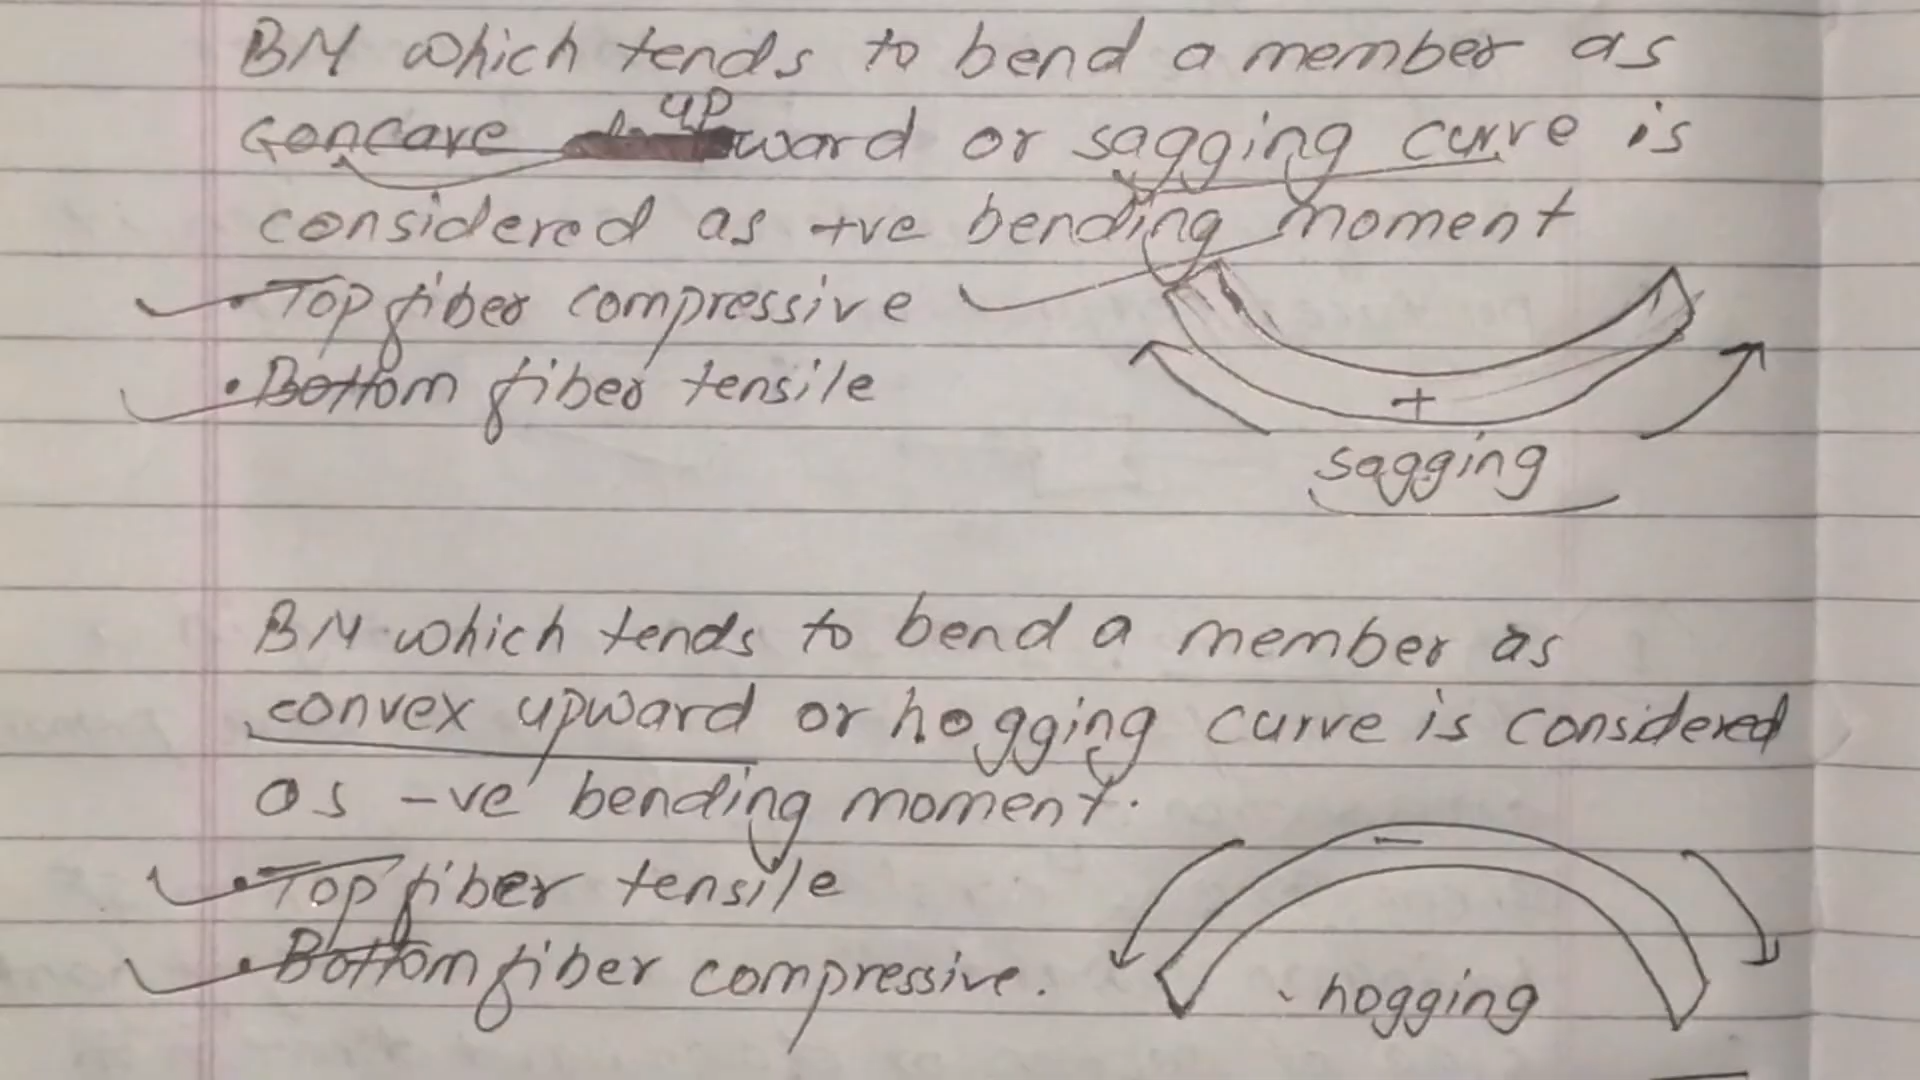 BM which tends to bend a member as
concave upward or sagging curve is
considered as +ve bending moment
• Top fiber compressive
• Bottom fiber tensile
+
sagging
BM which tends to bend a member as
convex upward or hogging curve is considered
as -ve bending moment.
• Top fiber tensile
• Bottom fiber compressive.
-
hogging